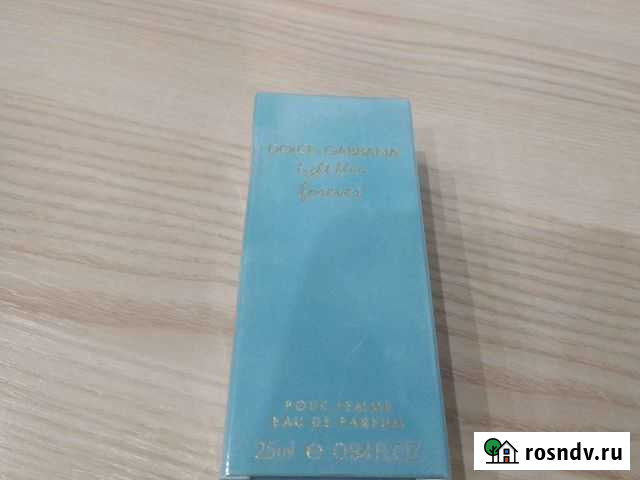 DOLCE & GABBANA
light blue
forever
POUR FEMME
EAU DE PARFUM
25ml ℮ 0.84 FL.OZ.
rosndv.ru